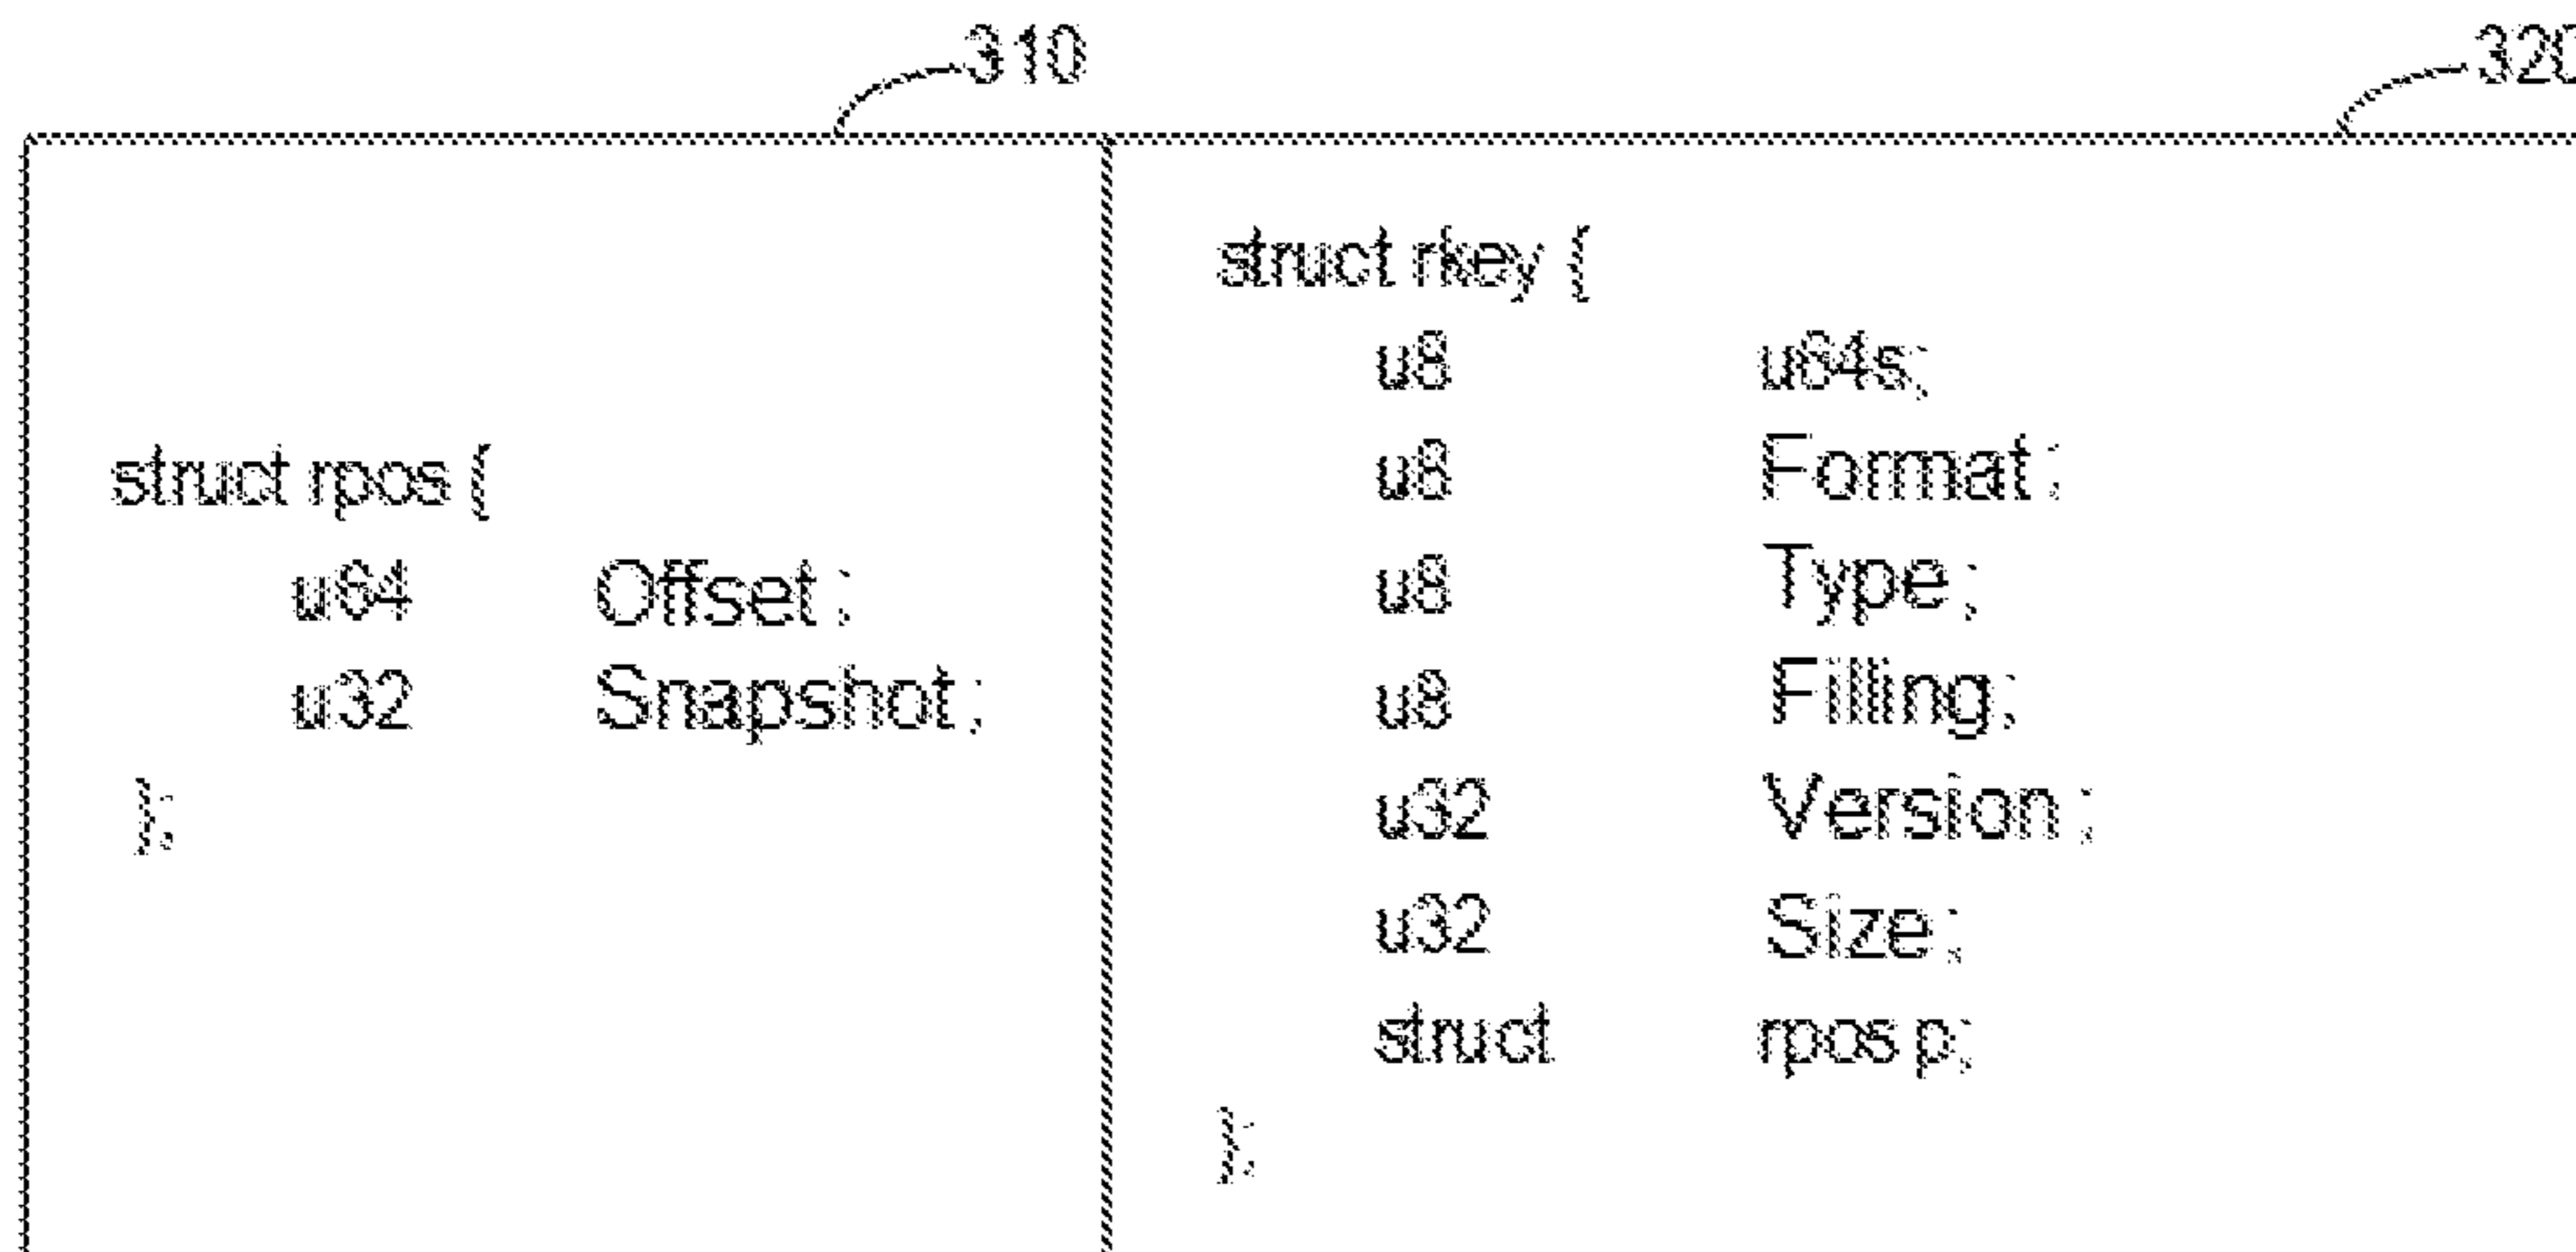 310
320
struct rpos {
u64 Offset ;
u32 Snapshot ;
};
struct rkey {
u8 u64s;
u8 Format ;
u8 Type ;
u8 Filling ;
u32 Version ;
u32 Size ;
struct rpos p;
};